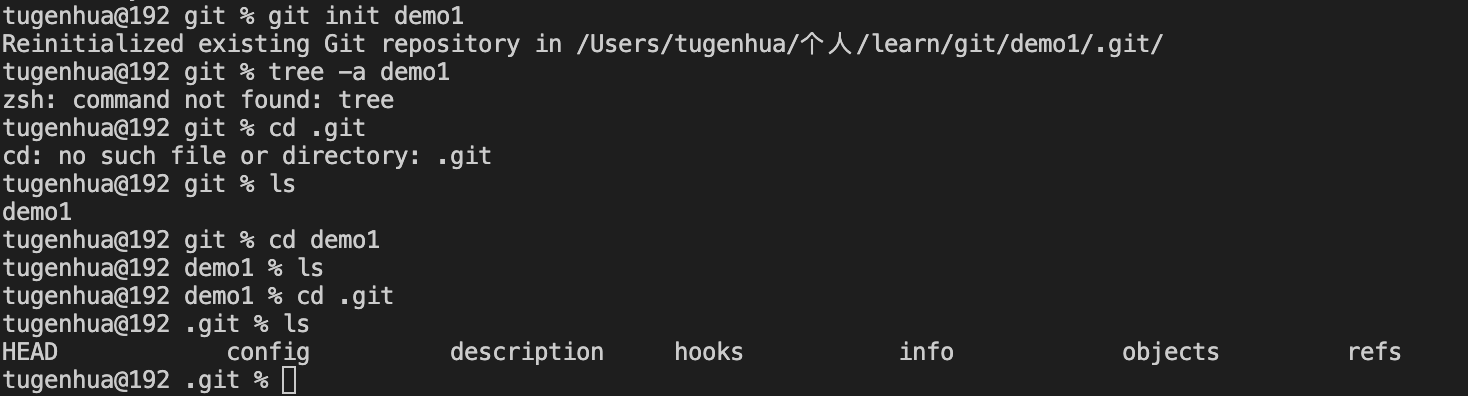 tugenhua@192 git % git init demo1
Reinitialized existing Git repository in /Users/tugenhua/个人/learn/git/demo1/.git/
tugenhua@192 git % tree -a demo1
zsh: command not found: tree
tugenhua@192 git % cd .git
cd: no such file or directory: .git
tugenhua@192 git % ls
demo1
tugenhua@192 git % cd demo1
tugenhua@192 demo1 % ls
tugenhua@192 demo1 % cd .git
tugenhua@192 .git % ls
HEAD config description hooks info objects refs
tugenhua@192 .git %